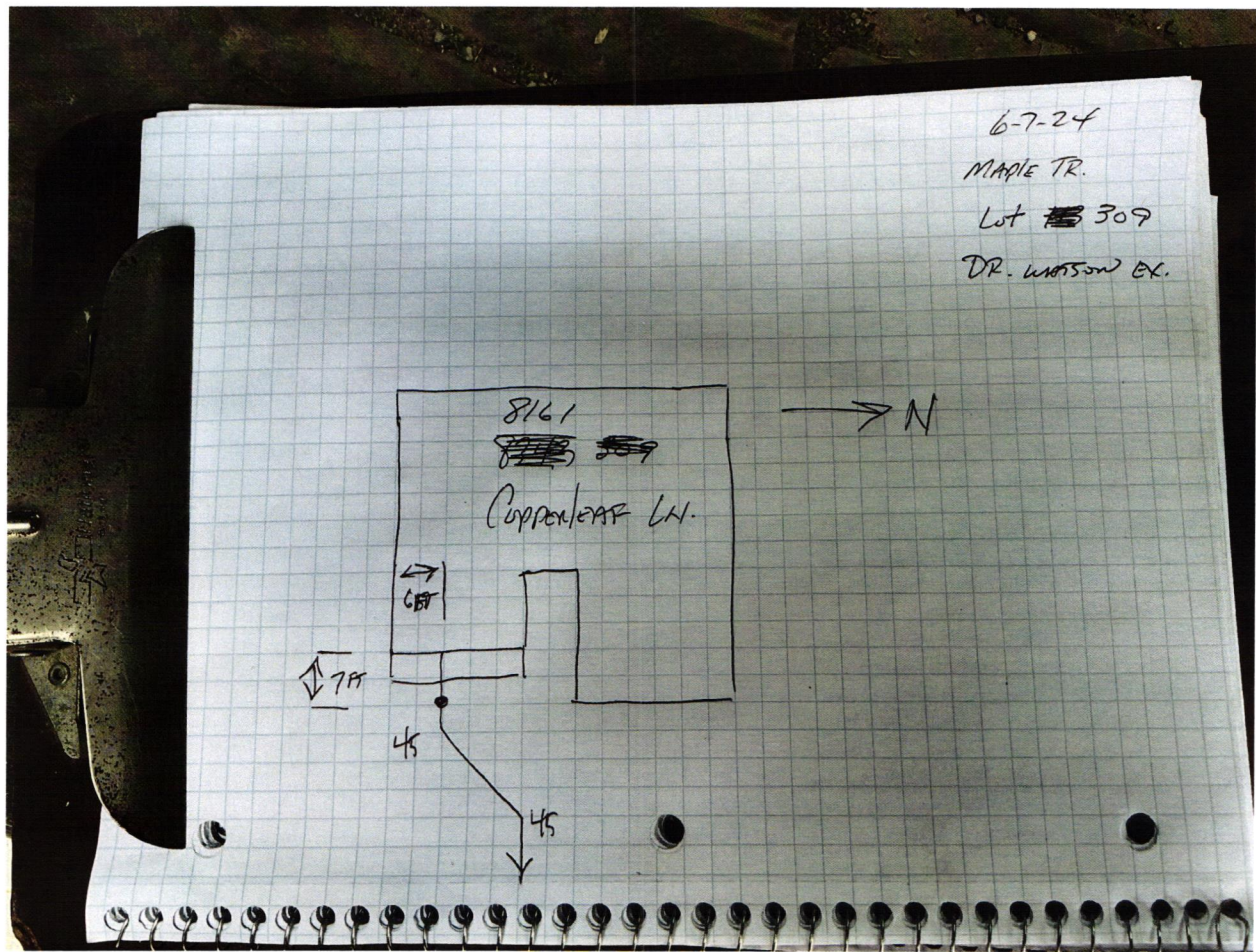 6-7-24
MAPLE TR.
Lot 309
DR. WATSON EX.
8161
N
COPPERLEAF LN.
6FT
7FT
45
45